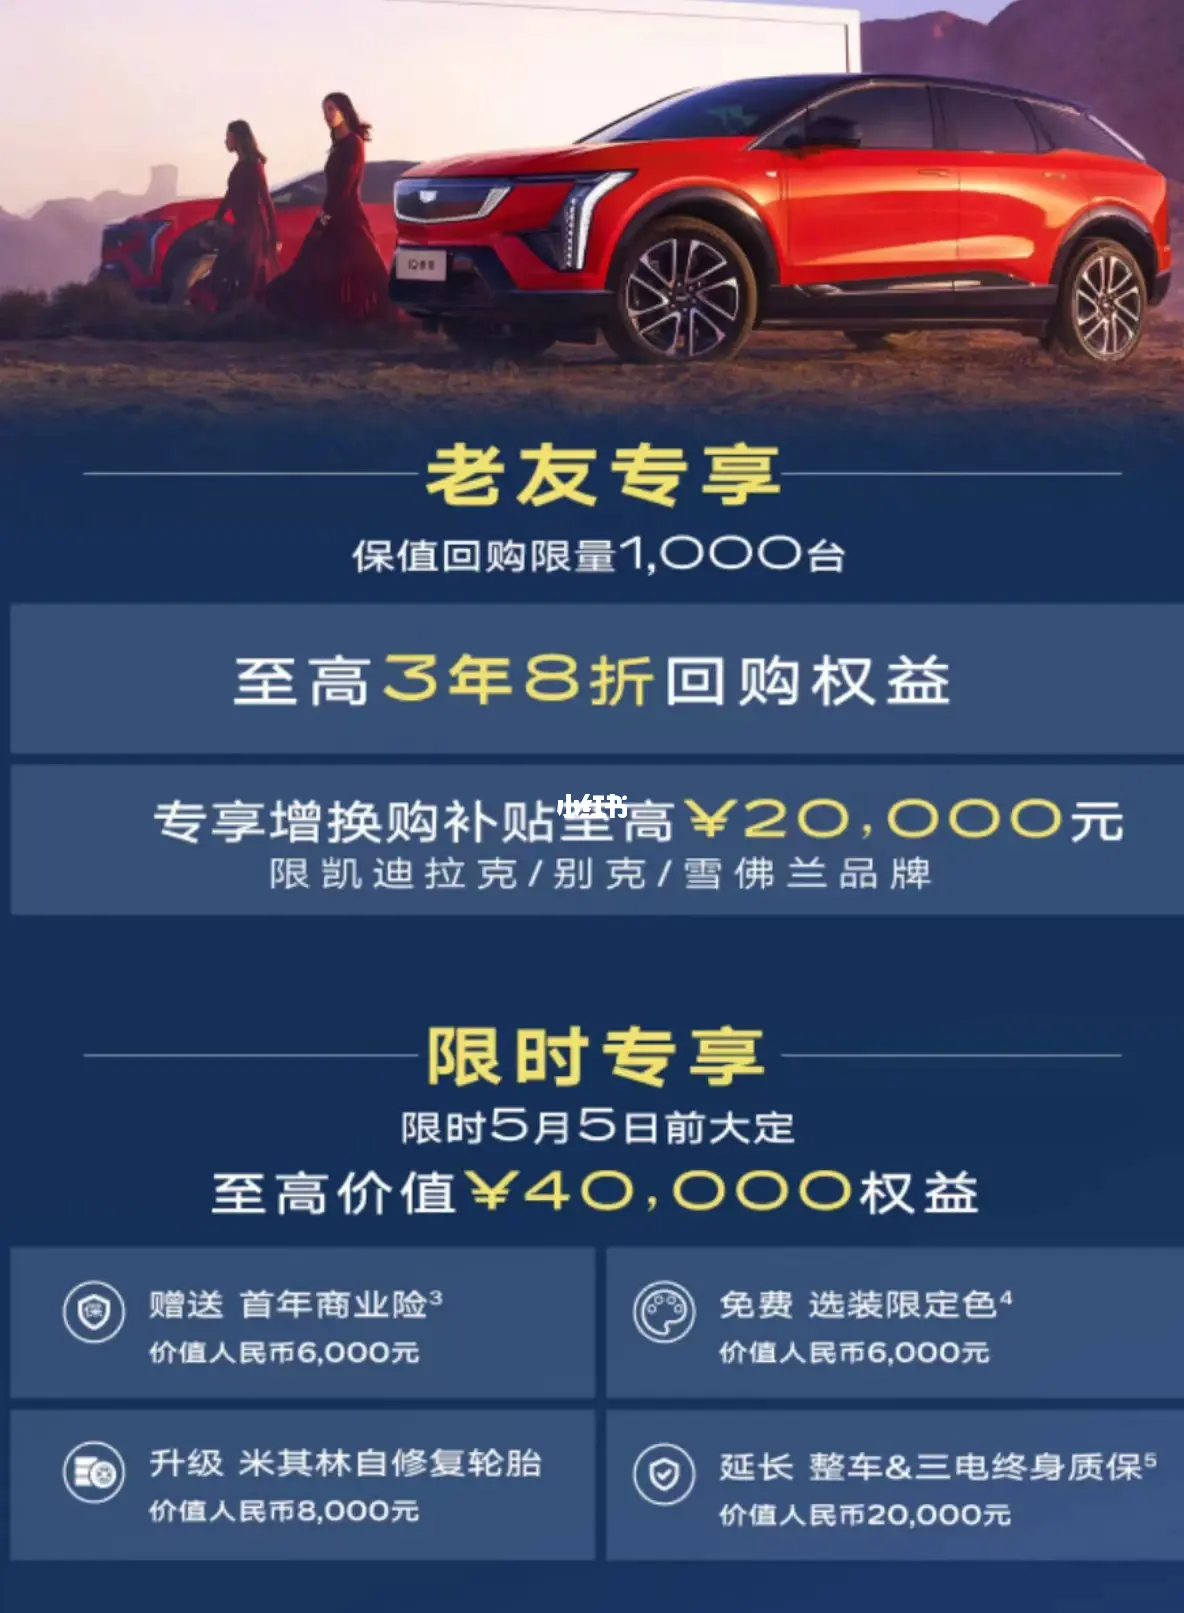 IQ傲歌
老友专享
保值回购限量1,000台
至高3年8折回购权益
专享增换购补贴至高¥20,000元
小红书
限凯迪拉克/别克/雪佛兰品牌
限时专享
限时5月5日前大定
至高价值¥40,000权益
保
赠送 首年商业险3
价值人民币6,000元
免费 选装限定色4
价值人民币6,000元
升级 米其林自修复轮胎
价值人民币8,000元
延长 整车&三电终身质保5
价值人民币20,000元